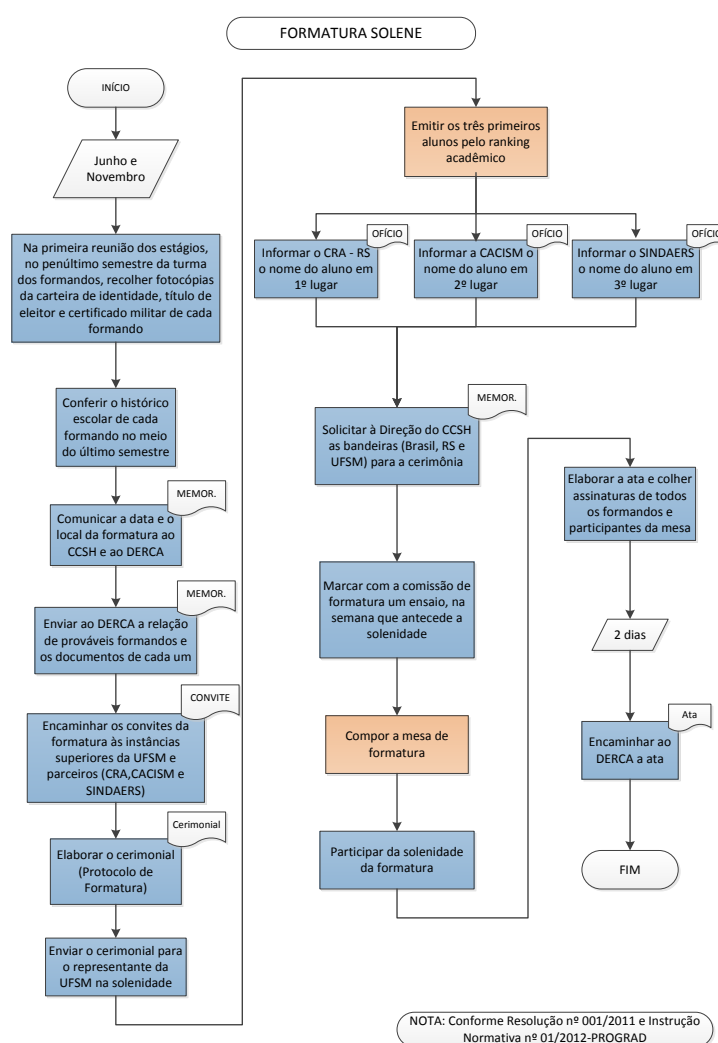 FORMATURA SOLENE
INÍCIO
Junho e
Novembro
Na primeira reunião dos estágios,
no penúltimo semestre da turma
dos formandos, recolher fotocópias
da carteira de identidade, título de
eleitor e certificado militar de cada
formando
Conferir o histórico
escolar de cada
formando no meio
do último semestre
MEMOR.
Comunicar a data e o
local da formatura ao
CCSH e ao DERCA
MEMOR.
Enviar ao DERCA a relação
de prováveis formandos e
os documentos de cada um
CONVITE
Encaminhar os convites da
formatura às instâncias
superiores da UFSM e
parceiros (CRA,CACISM e
SINDAERS)
Cerimonial
Elaborar o cerimonial
(Protocolo de
Formatura)
Enviar o cerimonial para
o representante da
UFSM na solenidade
Emitir os três primeiros
alunos pelo ranking
acadêmico
OFÍCIO
Informar o CRA - RS
o nome do aluno em
1º lugar
OFÍCIO
Informar a CACISM o
nome do aluno em
2º lugar
OFÍCIO
Informar o SINDAERS
o nome do aluno em
3º lugar
MEMOR.
Solicitar à Direção do CCSH
as bandeiras (Brasil, RS e
UFSM) para a cerimônia
Marcar com a comissão de
formatura um ensaio, na
semana que antecede a
solenidade
Compor a mesa de
formatura
Participar da solenidade
da formatura
Elaborar a ata e colher
assinaturas de todos
os formandos e
participantes da mesa
2 dias
Ata
Encaminhar ao
DERCA a ata
FIM
NOTA: Conforme Resolução nº 001/2011 e Instrução
Normativa nº 01/2012-PROGRAD